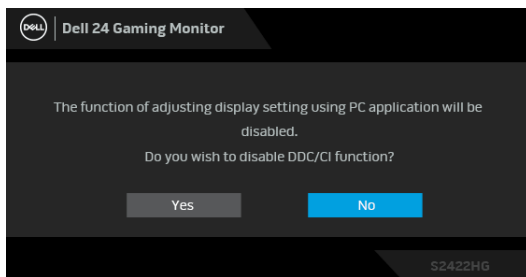 DELL
Dell 24 Gaming Monitor
The function of adjusting display setting using PC application will be
disabled.
Do you wish to disable DDC/CI function?
Yes
No
S2422HG